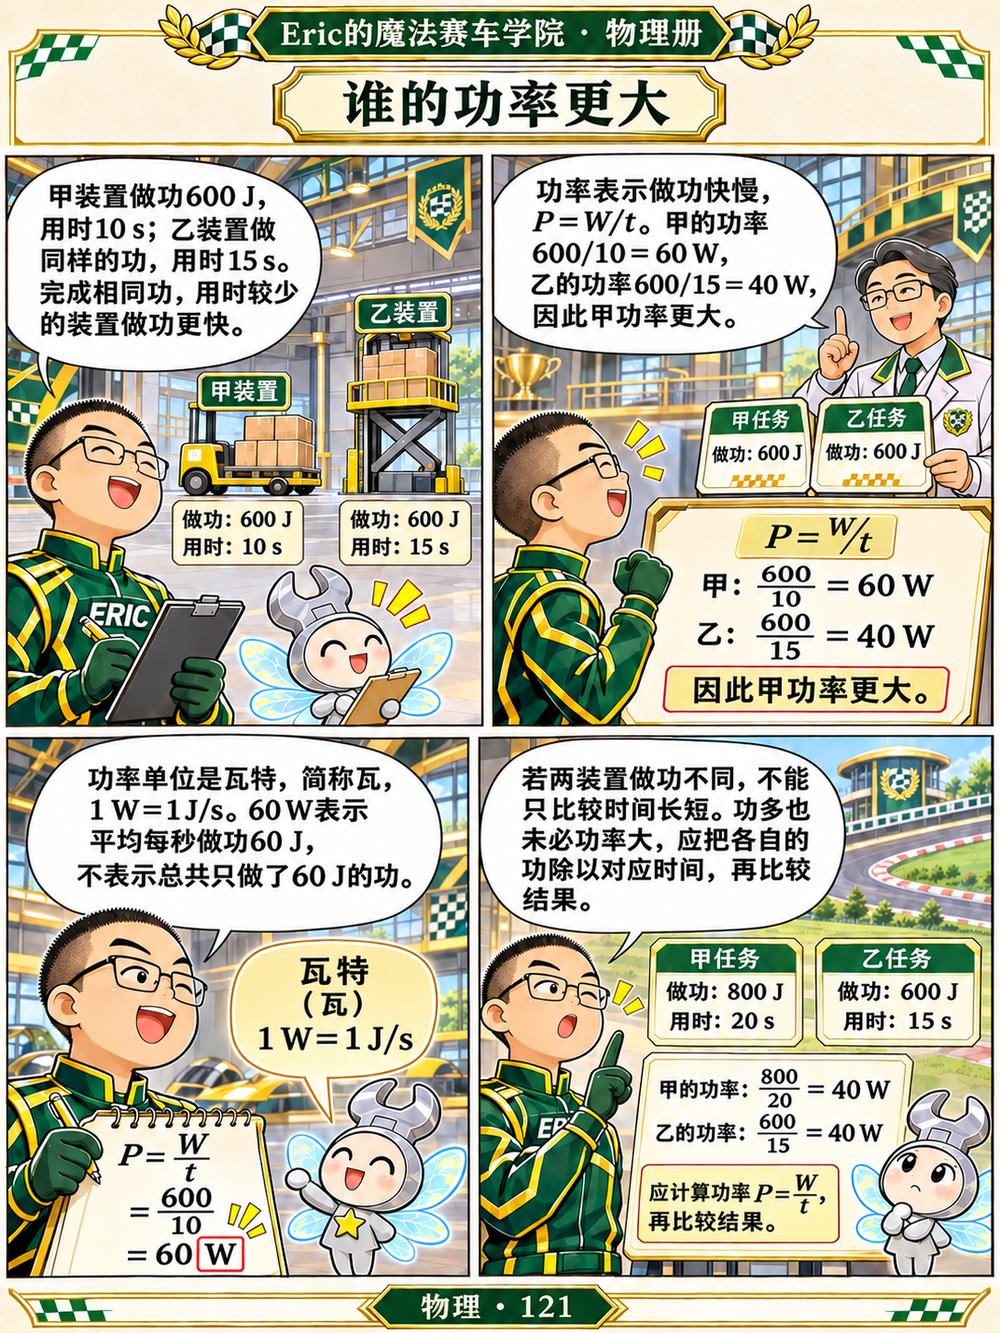 Eric的魔法赛车学院 · 物理册
谁的功率更大
甲装置做功600 J，
用时10 s；乙装置做
同样的功，用时15 s。
完成相同功，用时较少
的装置做功更快。
甲装置
乙装置
做功：600 J
用时：10 s
做功：600 J
用时：15 s
ERIC
功率表示做功快慢，
P=W/t。甲的功率
600/10=60 W，
乙的功率600/15=40 W，
因此甲功率更大。
甲任务
做功：600 J
乙任务
做功：600 J
P=W/t
甲：600/10=60 W
乙：600/15=40 W
因此甲功率更大。
功率单位是瓦特，简称瓦，
1 W=1 J/s。60 W表示
平均每秒做功60 J，
不表示总共只做了60 J的功。
瓦特
（瓦）
1 W=1 J/s
P=W/t
=600/10
=60 W
若两装置做功不同，不能
只比较时间长短。功多也
未必功率大，应把各自的
功除以对应时间，再比较
结果。
甲任务
做功：800 J
用时：20 s
乙任务
做功：600 J
用时：15 s
甲的功率：800/20=40 W
乙的功率：600/15=40 W
应计算功率P=W/t，
再比较结果。
ER
物理 · 121